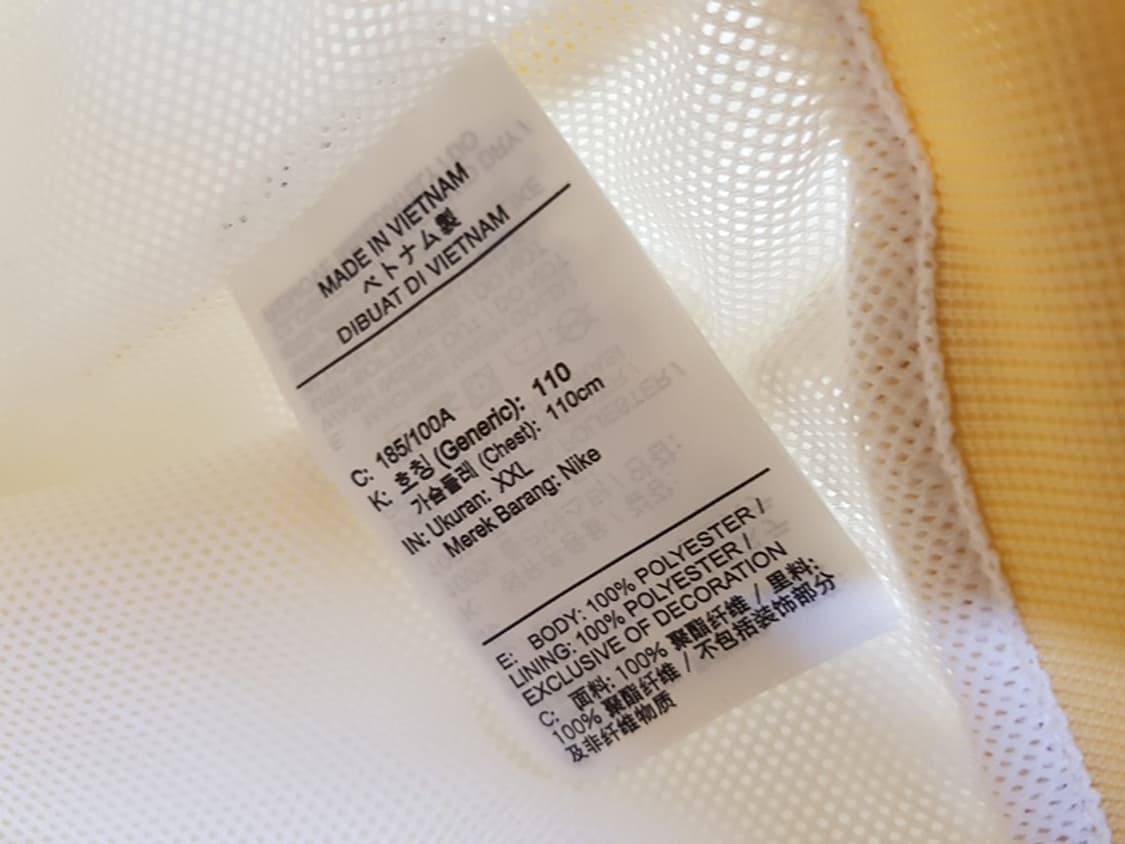 MADE IN VIETNAM
ベトナム製
DIBUAT DI VIETNAM
C: 185/100A
K: 호칭 (Generic): 110
가슴둘레 (Chest): 110cm
IN: Ukuran: XXL
Merek Barang: Nike
E: BODY: 100% POLYESTER /
LINING: 100% POLYESTER /
EXCLUSIVE OF DECORATION
C: 面料: 100% 聚酯纤维 / 里料:
100% 聚酯纤维 / 不包括装饰部分
及非纤维物质